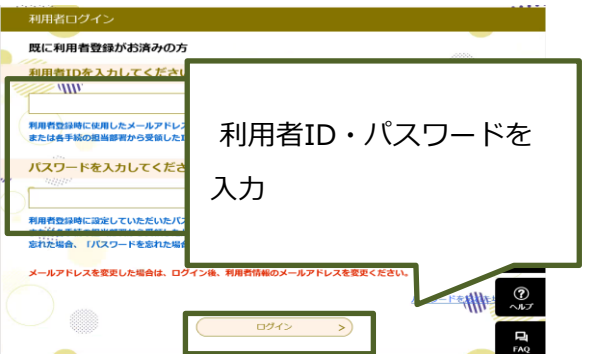 利用者ログイン
既に利用者登録がお済みの方
利用者IDを入力してください
利用者登録時に使用したメールアドレス
または各手続の担当部署から受領したI
パスワードを入力してくださ
利用者登録時に設定していただいたパス
忘れた場合、「パスワードを忘れた場合
メールアドレスを変更した場合は、ログイン後、利用者情報のメールアドレスを変更ください。
利用者ID・パスワードを
入力
ログイン >
ヘルプ
FAQ